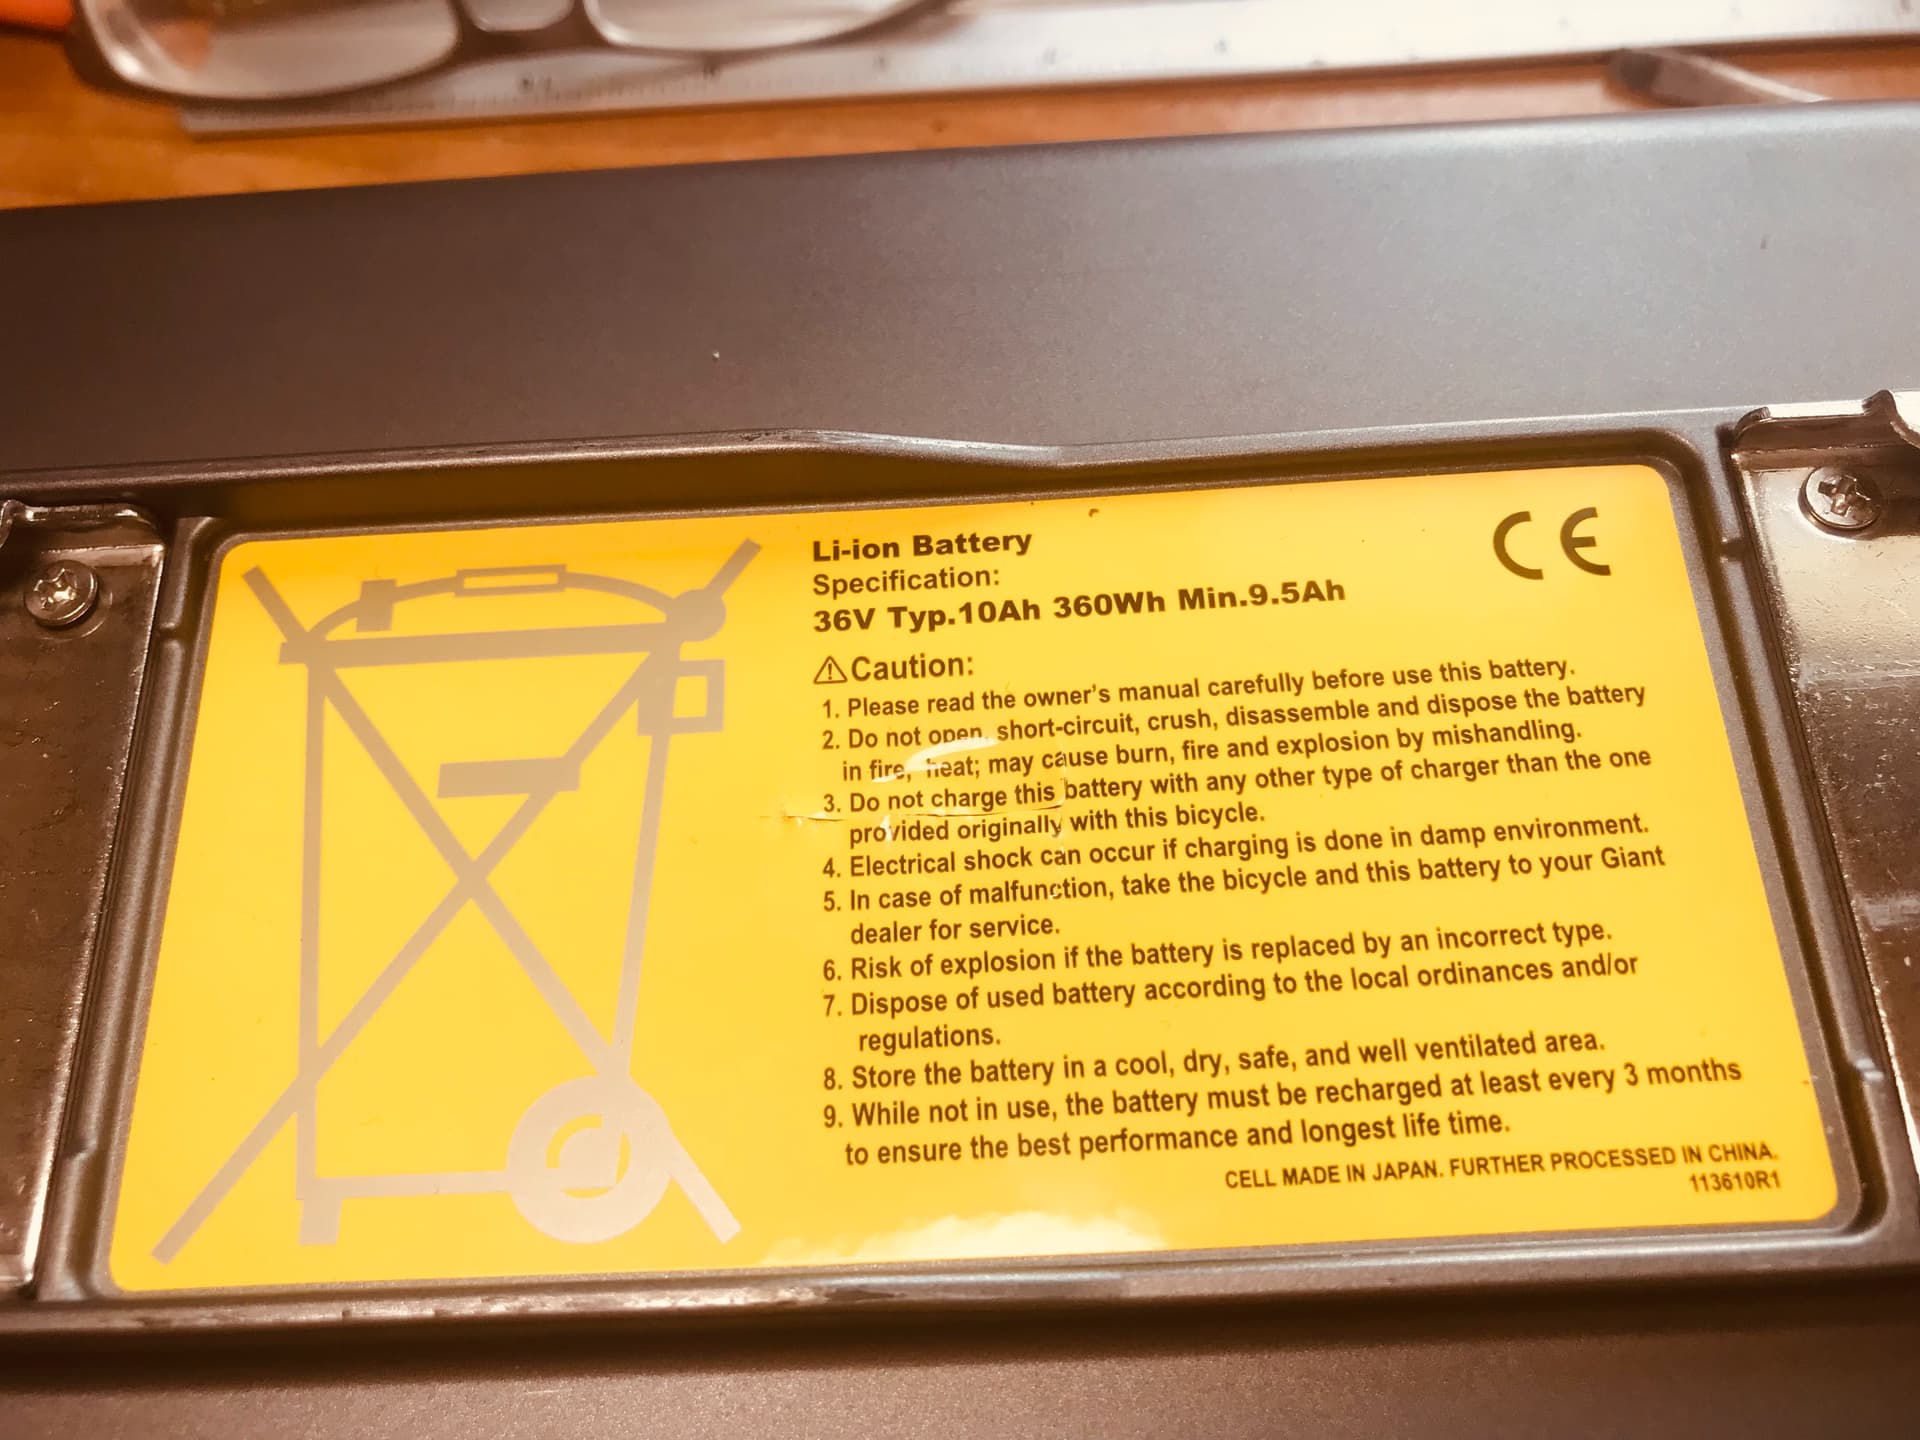 Li-ion Battery
CE
Specification:
36V Typ.10Ah 360Wh Min.9.5Ah
⚠Caution:
1. Please read the owner's manual carefully before use this battery.
2. Do not open, short-circuit, crush, disassemble and dispose the battery
in fire, heat; may cause burn, fire and explosion by mishandling.
3. Do not charge this battery with any other type of charger than the one
provided originally with this bicycle.
4. Electrical shock can occur if charging is done in damp environment.
5. In case of malfunction, take the bicycle and this battery to your Giant
dealer for service.
6. Risk of explosion if the battery is replaced by an incorrect type.
7. Dispose of used battery according to the local ordinances and/or
regulations.
8. Store the battery in a cool, dry, safe, and well ventilated area.
9. While not in use, the battery must be recharged at least every 3 months
to ensure the best performance and longest life time.
CELL MADE IN JAPAN. FURTHER PROCESSED IN CHINA.
113610R1